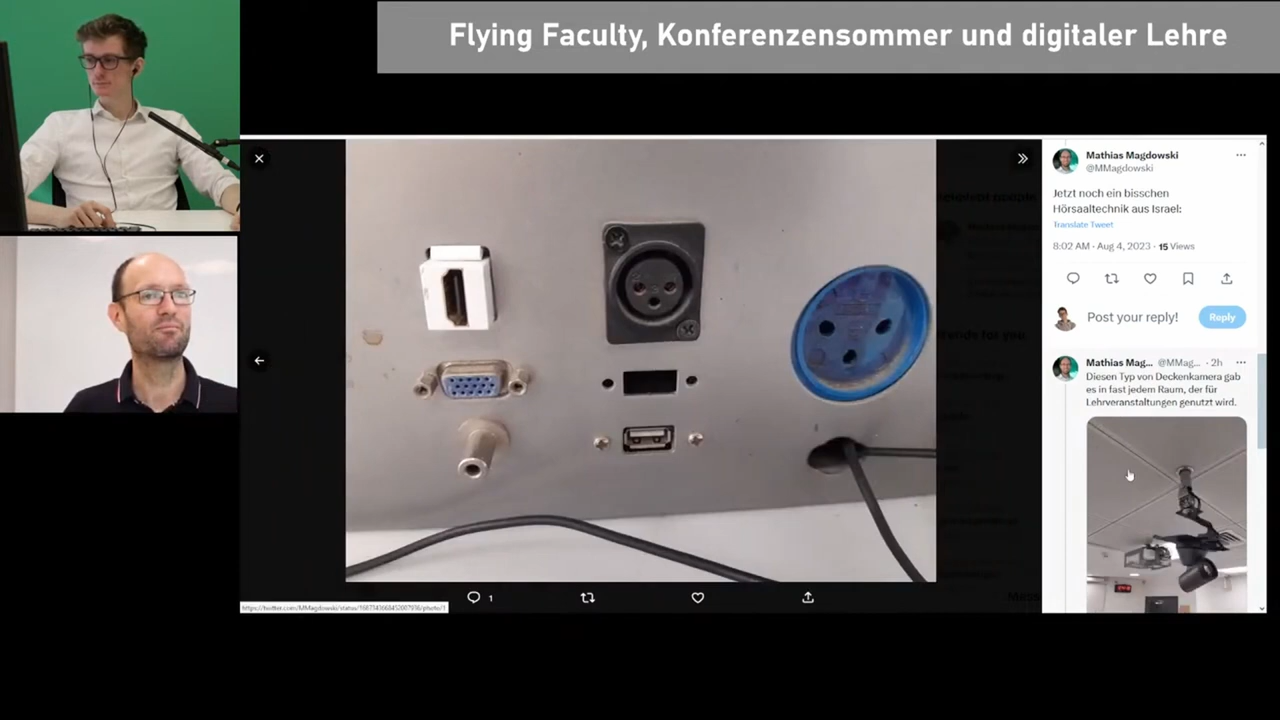 Flying Faculty, Konferenzensommer und digitaler Lehre
Mathias Magdowski
@MMagdowski
Jetzt noch ein bisschen
Hörsaaltechnik aus Israel:
Translate Tweet
8:02 AM · Aug 4, 2023 · 15 Views
Post your reply!
Reply
Mathias Mag... @MMag... · 2h
Diesen Typ von Deckenkamera gab
es in fast jedem Raum, der für
Lehrveranstaltungen genutzt wird.
1